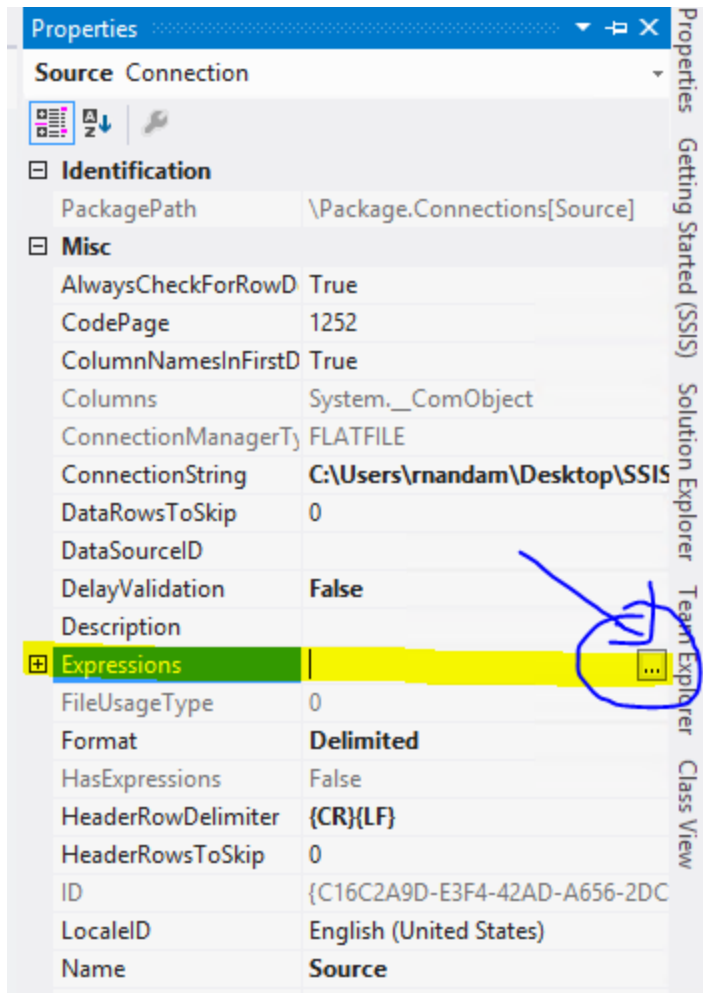 Properties
Source Connection
Identification
PackagePath \Package.Connections[Source]
Misc
AlwaysCheckForRowD True
CodePage 1252
ColumnNamesInFirstD True
Columns System.__ComObject
ConnectionManagerTy FLATFILE
ConnectionString C:\Users\rnandam\Desktop\SSIS
DataRowsToSkip 0
DataSourceID
DelayValidation False
Description
Expressions ...
FileUsageType 0
Format Delimited
HasExpressions False
HeaderRowDelimiter {CR}{LF}
HeaderRowsToSkip 0
ID {C16C2A9D-E3F4-42AD-A656-2DC
LocaleID English (United States)
Name Source
Properties
Getting Started (SSIS)
Solution Explorer
Team Explorer
Class View